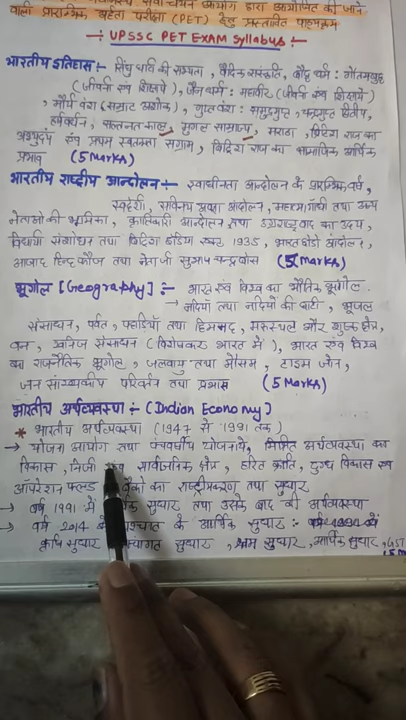 वाली प्रारम्भिक अर्हता परीक्षा (PET) हेतु प्रस्तावित पाठ्यक्रम
UPSSSC PET EXAM Syllabus
भारतीय इतिहास :- सिंधु घाटी की सभ्यता, वैदिक संस्कृति, बौद्ध धर्म : गौतमबुद्ध
(जीवनी एवं शिक्षायें), जैन धर्म : महावीर (जीवनी एवं शिक्षायें)
, मौर्य वंश (सम्राट अशोक), गुप्त वंश : समुद्रगुप्त, चन्द्रगुप्त द्वितीय,
हर्षवर्धन, सल्तनत काल, मुगल साम्राज्य, मराठा, ब्रिटिश राज का
अभ्युदय एवं प्रथम स्वतंत्रता संग्राम, ब्रिटिश राज का सामाजिक आर्थिक
प्रभाव (5 Marks)
भारतीय राष्ट्रीय आन्दोलन :- स्वाधीनता आन्दोलन के प्रारम्भिक वर्ष,
स्वदेशी, सविनय अवज्ञा आंदोलन, महात्मा गाँधी तथा अन्य
नेताओं की भूमिका, क्रांतिकारी आन्दोलन तथा उग्रराष्ट्रवाद का उदय,
विधायी संशोधन तथा ब्रिटिश इंडिया एक्ट 1935, भारत छोडो आंदोलन,
आजाद हिन्द फौज तथा नेता जी सुभाष चन्द्र बोस (5 Marks)
भूगोल [Geography] :- भारत एवं विश्व का भौतिक भूगोल.
→ नदियाँ तथा नदियों की घाटी, भूजल
संसाधन, पर्वत, पहाडियाँ तथा हिमनद, मरुस्थल और शुष्क क्षेत्र,
वन, खनिज संसाधन (विशेषकर भारत में), भारत एवं विश्व
का राजनैतिक भूगोल, जलवायु तथा मौसम, टाइम जोन,
जन सांख्यकीय परिवर्तन तथा प्रभाव (5 Marks)
भारतीय अर्थव्यवस्था :- (Indian Economy)
* भारतीय अर्थव्यवस्था (1947 से 1991 तक)
→ योजना आयोग तथा पंचवर्षीय योजनाये, मिश्रित अर्थव्यवस्था का
विकास, निजी सार्वजनिक क्षेत्र, हरित क्रांति, दुग्ध विकास एवं
ऑपरेशन फ्लड बैंकों का राष्ट्रीयकरण तथा सुधार
→ वर्ष 1991 में सुधार तथा उसके बाद की अर्थव्यवस्था
→ वर्ष 2014 के पश्चात के आर्थिक सुधार :
कृषि सुधार सुधार, श्रम सुधार, आर्थिक सुधार, GST